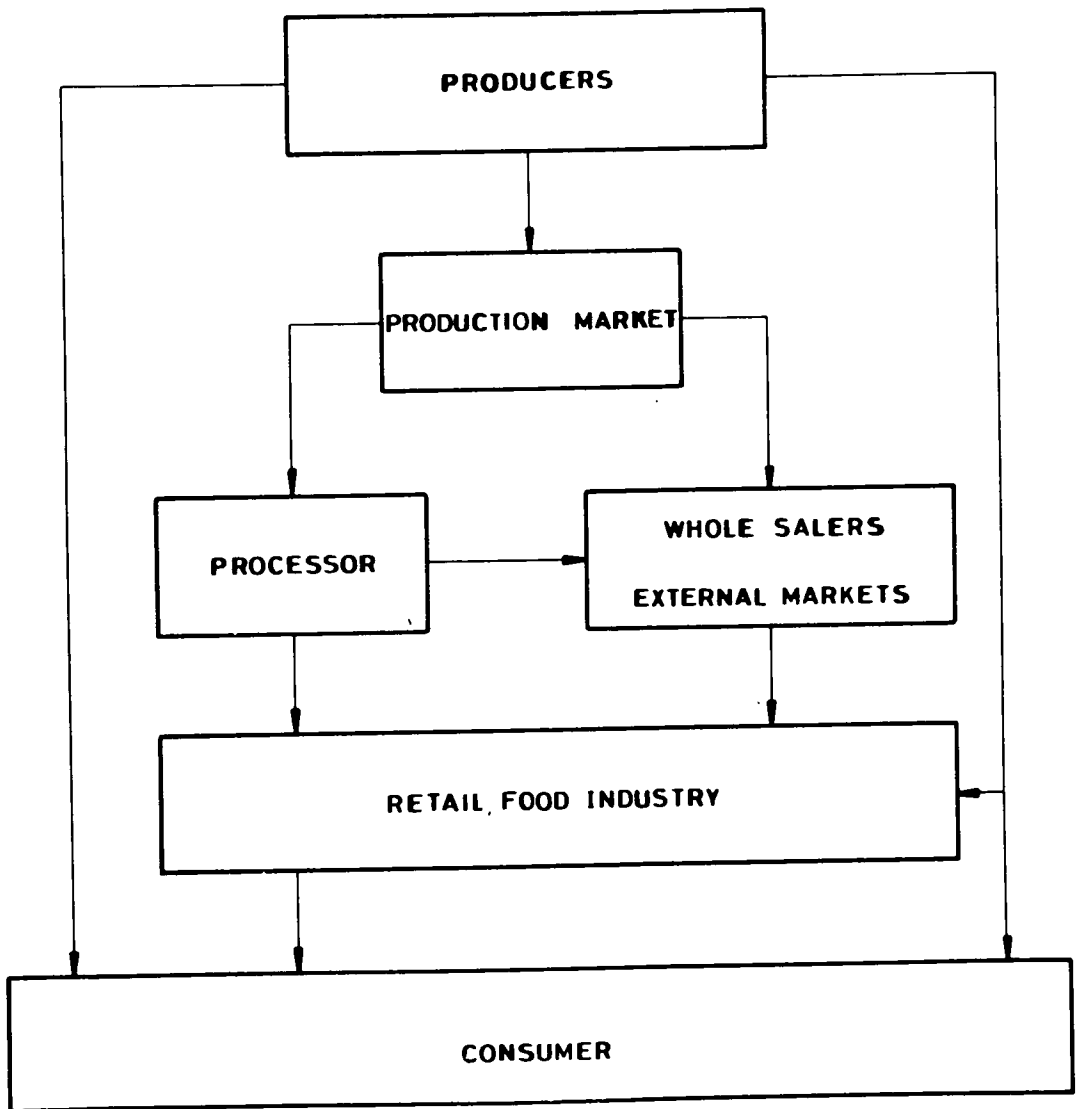 PRODUCERS
PRODUCTION MARKET
PROCESSOR
WHOLE SALERS
EXTERNAL MARKETS
RETAIL, FOOD INDUSTRY
CONSUMER